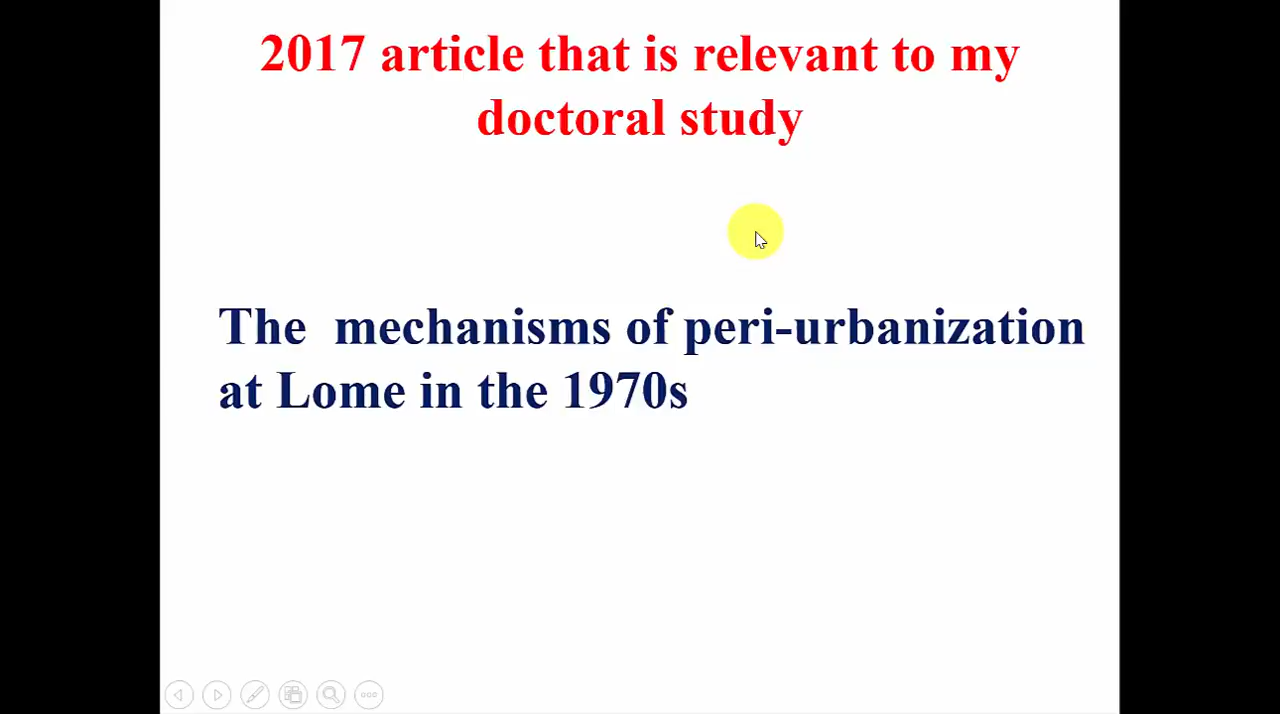 2017 article that is relevant to my
doctoral study
The mechanisms of peri-urbanization
at Lome in the 1970s